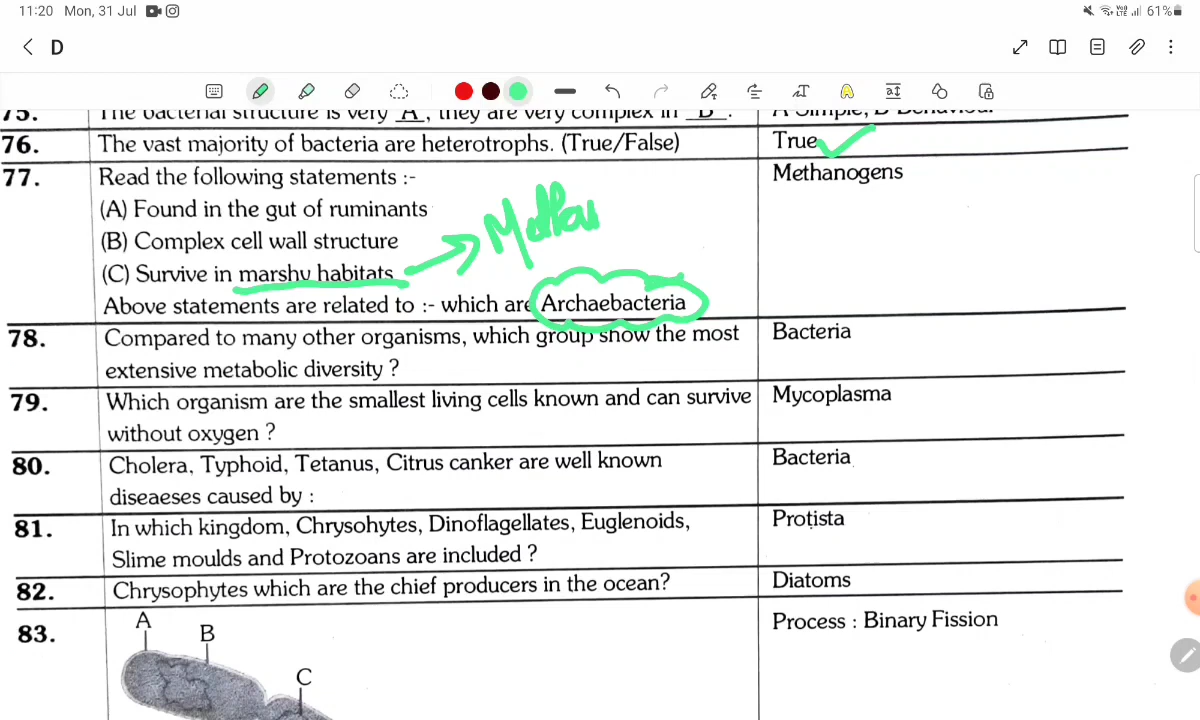 11:20 Mon, 31 Jul
61%
D
75. The bacterial structure is very A, they are very complex in B. A-Simple, B-Behaviour
76. The vast majority of bacteria are heterotrophs. (True/False) True
77. Read the following statements :- Methanogens
(A) Found in the gut of ruminants
(B) Complex cell wall structure
(C) Survive in marshy habitats
Above statements are related to :- which are Archaebacteria
78. Compared to many other organisms, which group show the most Bacteria
extensive metabolic diversity ?
79. Which organism are the smallest living cells known and can survive Mycoplasma
without oxygen ?
80. Cholera, Typhoid, Tetanus, Citrus canker are well known Bacteria
diseaeses caused by :
81. In which kingdom, Chrysohytes, Dinoflagellates, Euglenoids, Protista
Slime moulds and Protozoans are included ?
82. Chrysophytes which are the chief producers in the ocean? Diatoms
83. Process : Binary Fission
A
B
C